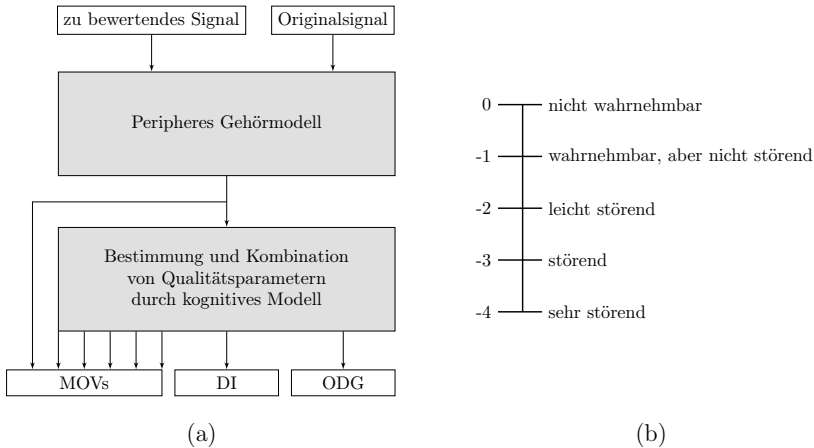 zu bewertendes Signal
Originalsignal
Peripheres Gehörmodell
Bestimmung und Kombination
von Qualitätsparametern
durch kognitives Modell
MOVs
DI
ODG
(a)
0 nicht wahrnehmbar
-1 wahrnehmbar, aber nicht störend
-2 leicht störend
-3 störend
-4 sehr störend
(b)